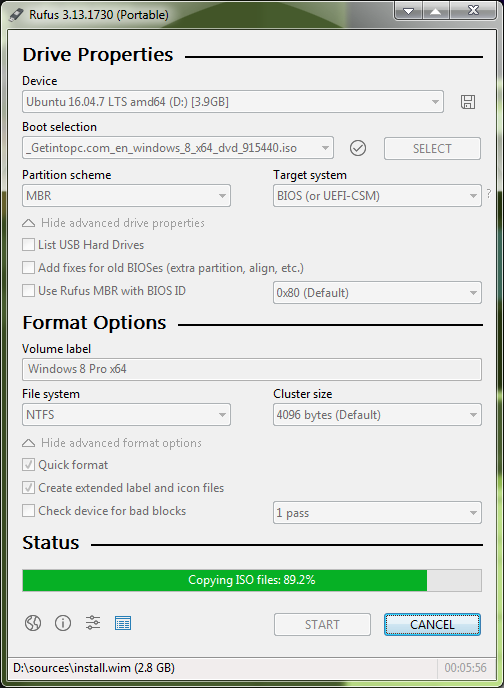 Rufus 3.13.1730 (Portable)
Drive Properties
Device
Ubuntu 16.04.7 LTS amd64 (D:) [3.9GB]
Boot selection
_Getintopc.com_en_windows_8_x64_dvd_915440.iso
SELECT
Partition scheme
Target system
MBR
BIOS (or UEFI-CSM)
?
Hide advanced drive properties
List USB Hard Drives
Add fixes for old BIOSes (extra partition, align, etc.)
Use Rufus MBR with BIOS ID
0x80 (Default)
Format Options
Volume label
Windows 8 Pro x64
File system
Cluster size
NTFS
4096 bytes (Default)
Hide advanced format options
Quick format
Create extended label and icon files
Check device for bad blocks
1 pass
Status
Copying ISO files: 89.2%
START
CANCEL
D:\sources\install.wim (2.8 GB)
00:05:56